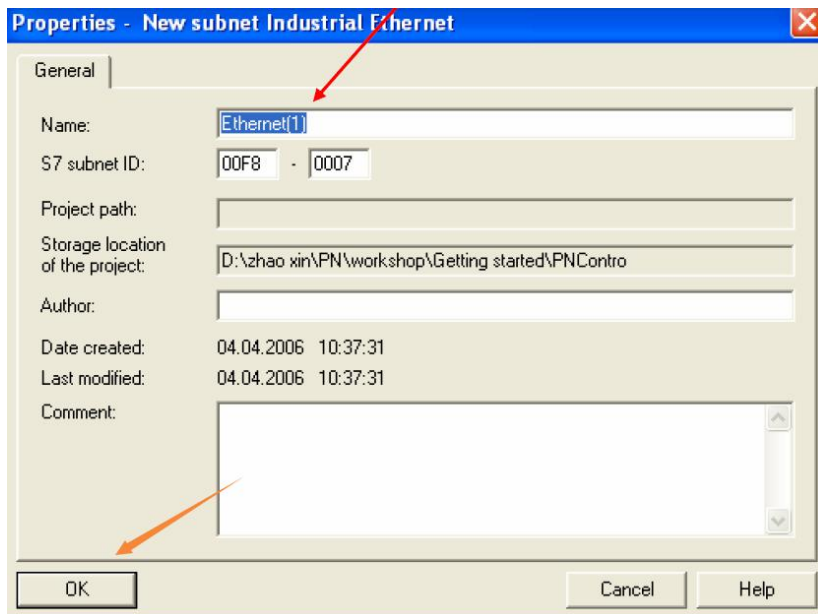 Properties - New subnet Industrial Ethernet
General
Name: Ethernet(1)
S7 subnet ID: 00F8 - 0007
Project path:
Storage location
of the project: D:\zhao xin\PN\workshop\Getting started\PNContro
Author:
Date created: 04.04.2006 10:37:31
Last modified: 04.04.2006 10:37:31
Comment:
OK Cancel Help